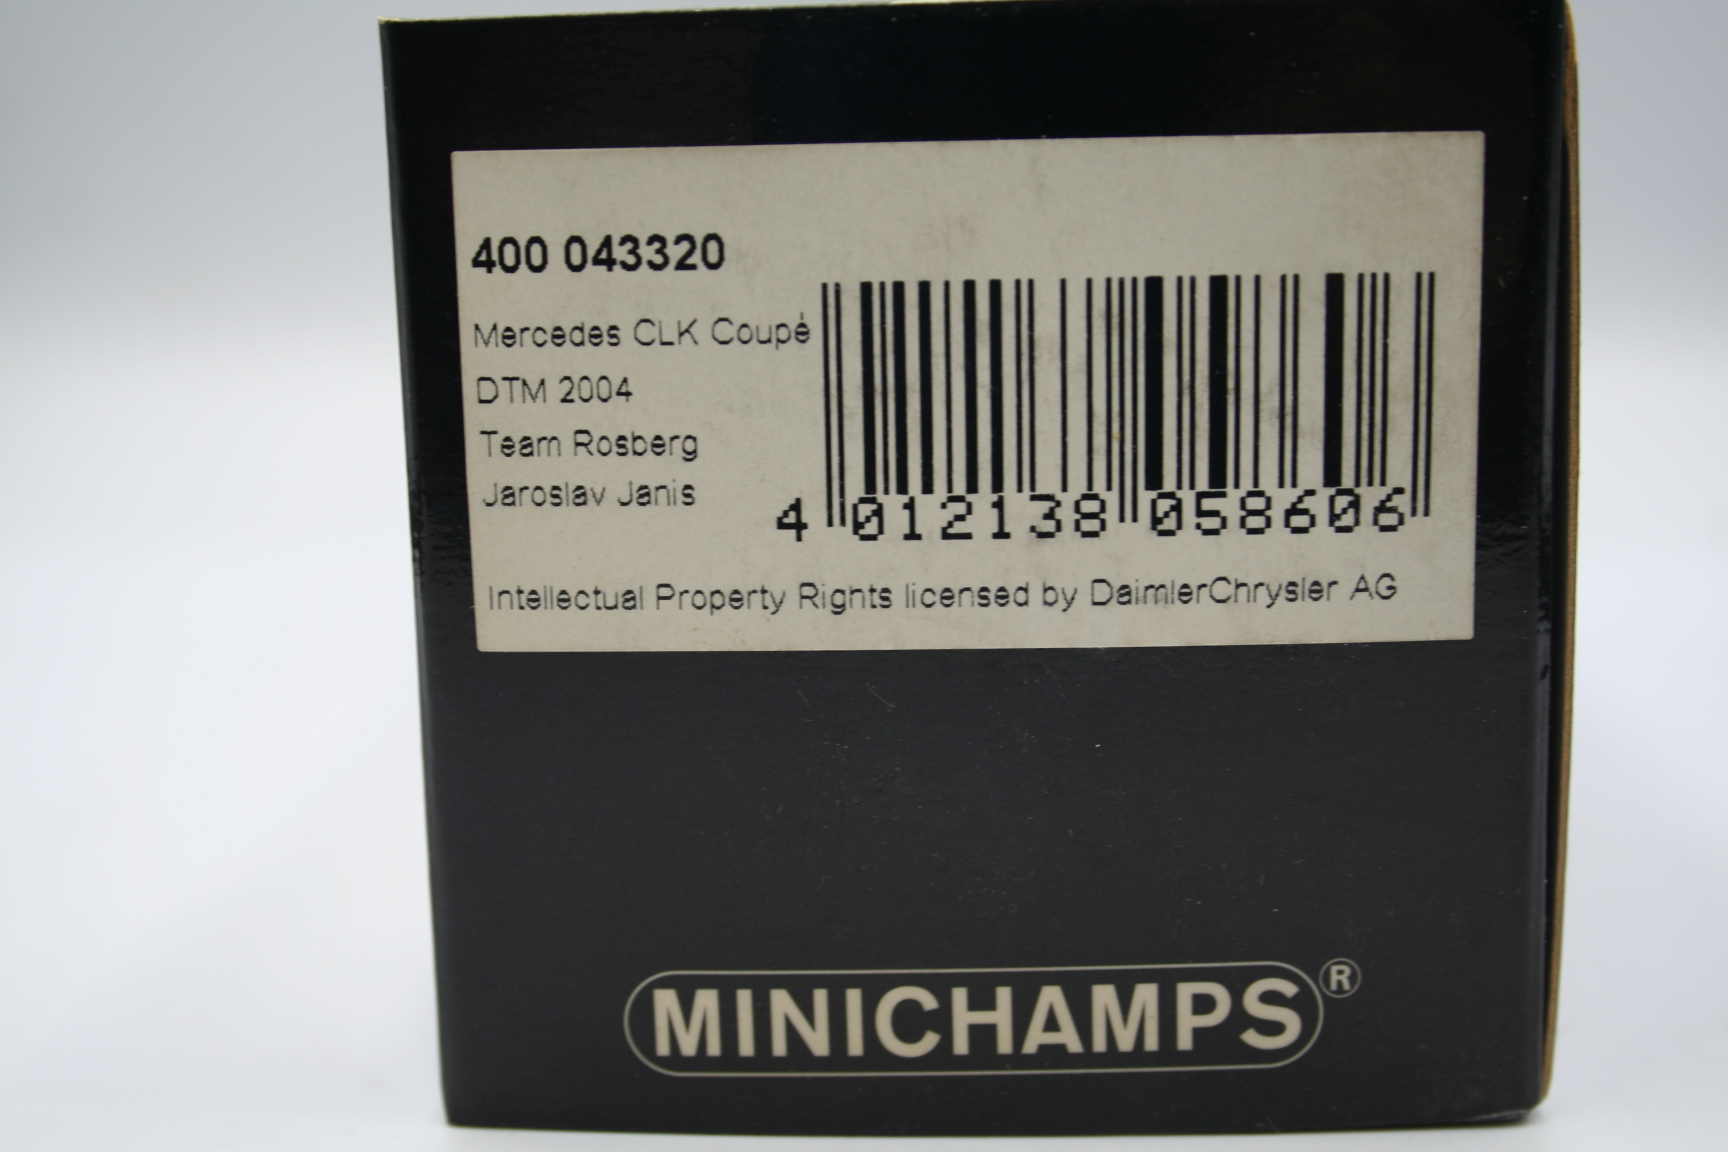 400 043320
Mercedes CLK Coupé
DTM 2004
Team Rosberg
Jaroslav Janis
4 012138 058606
Intellectual Property Rights licensed by DaimlerChrysler AG
MINICHAMPS®